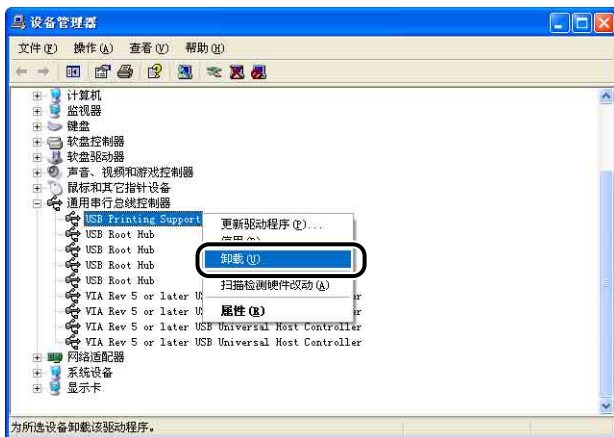 设备管理器
文件(F) 操作(A) 查看(V) 帮助(H)
计算机
监视器
键盘
软盘控制器
软盘驱动器
声音、视频和游戏控制器
鼠标和其它指针设备
通用串行总线控制器
USB Printing Support
USB Root Hub
USB Root Hub
USB Root Hub
USB Root Hub
VIA Rev 5 or later U
VIA Rev 5 or later U
VIA Rev 5 or later USB Universal Host Controller
VIA Rev 5 or later USB Universal Host Controller
网络适配器
系统设备
显示卡
更新驱动程序(P)...
卸载(U)
扫描检测硬件改动(A)
属性(R)
为所选设备卸载该驱动程序。